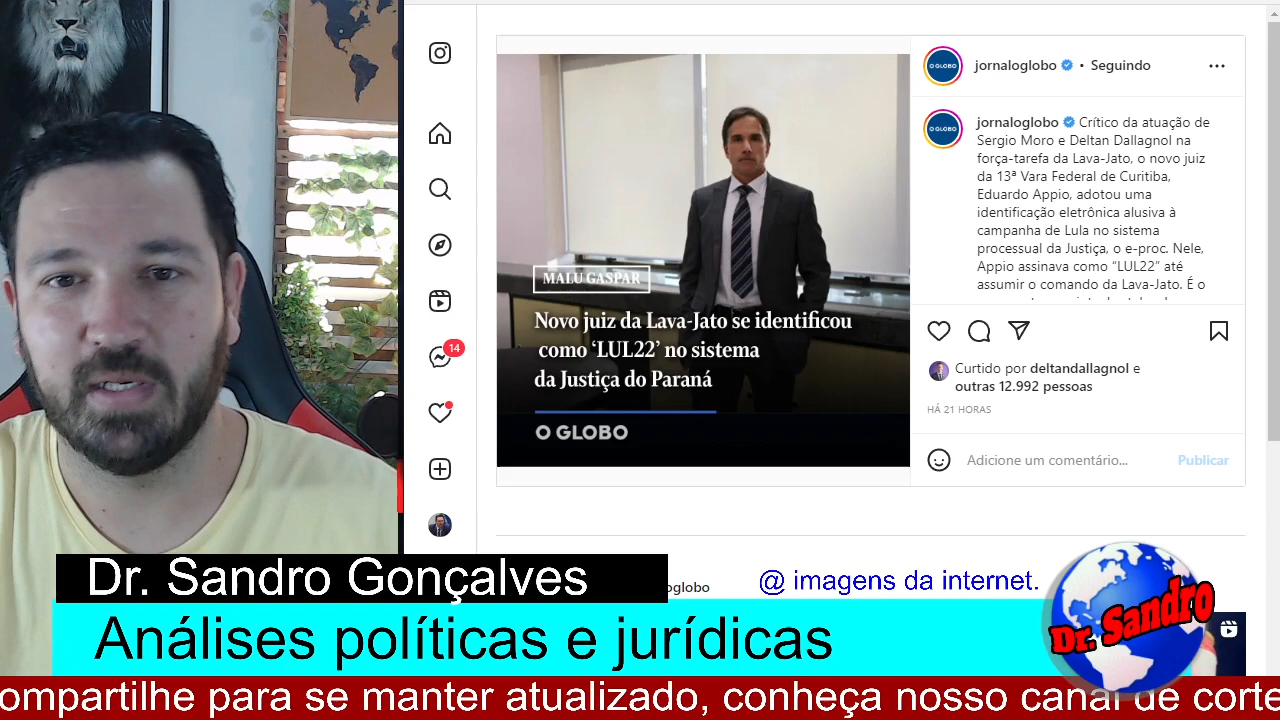 14
O GLOBO
jornaloglobo • Seguindo
O GLOBO
jornaloglobo Crítico da atuação de
Sergio Moro e Deltan Dallagnol na
força-tarefa da Lava-Jato, o novo juiz
da 13ª Vara Federal de Curitiba,
Eduardo Appio, adotou uma
identificação eletrônica alusiva à
campanha de Lula no sistema
processual da Justiça, o e-proc. Nele,
Appio assinava como “LUL22” até
assumir o comando da Lava-Jato. É o
MALU GASPAR
Novo juiz da Lava-Jato se identificou
como ‘LUL22’ no sistema
da Justiça do Paraná
O GLOBO
Curtido por deltandallagnol e
outras 12.992 pessoas
HÁ 21 HORAS
Adicione um comentário... Publicar
oglobo
@ imagens da internet.
Dr. Sandro Gonçalves
Análises políticas e jurídicas
Dr. Sandro
ompartilhe para se manter atualizado, conheça nosso canal de corte